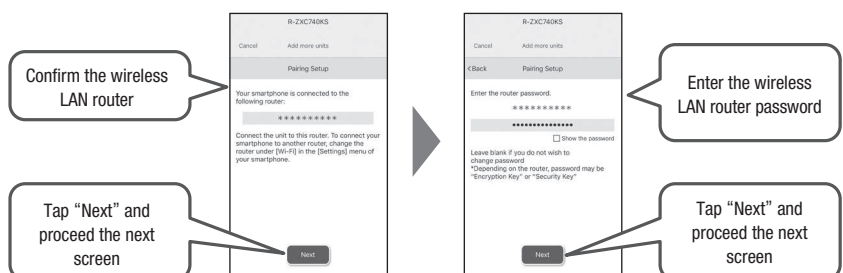 Confirm the wireless
LAN router
Tap “Next” and
proceed the next
screen
R-ZXC740KS
Cancel Add more units
Pairing Setup
Your smartphone is connected to the
following router:
**********
Connect the unit to this router. To connect your
smartphone to another router, change the
router under [Wi-Fi] in the [Settings] menu of
your smartphone.
Next
R-ZXC740KS
Cancel Add more units
<Back Pairing Setup
Enter the router password.
**********
•••••••••••••••
Show the password
Leave blank if you do not wish to
change password
*Depending on the router, password may be
"Encryption Key" or "Security Key"
Next
Enter the wireless
LAN router password
Tap “Next” and
proceed the next
screen